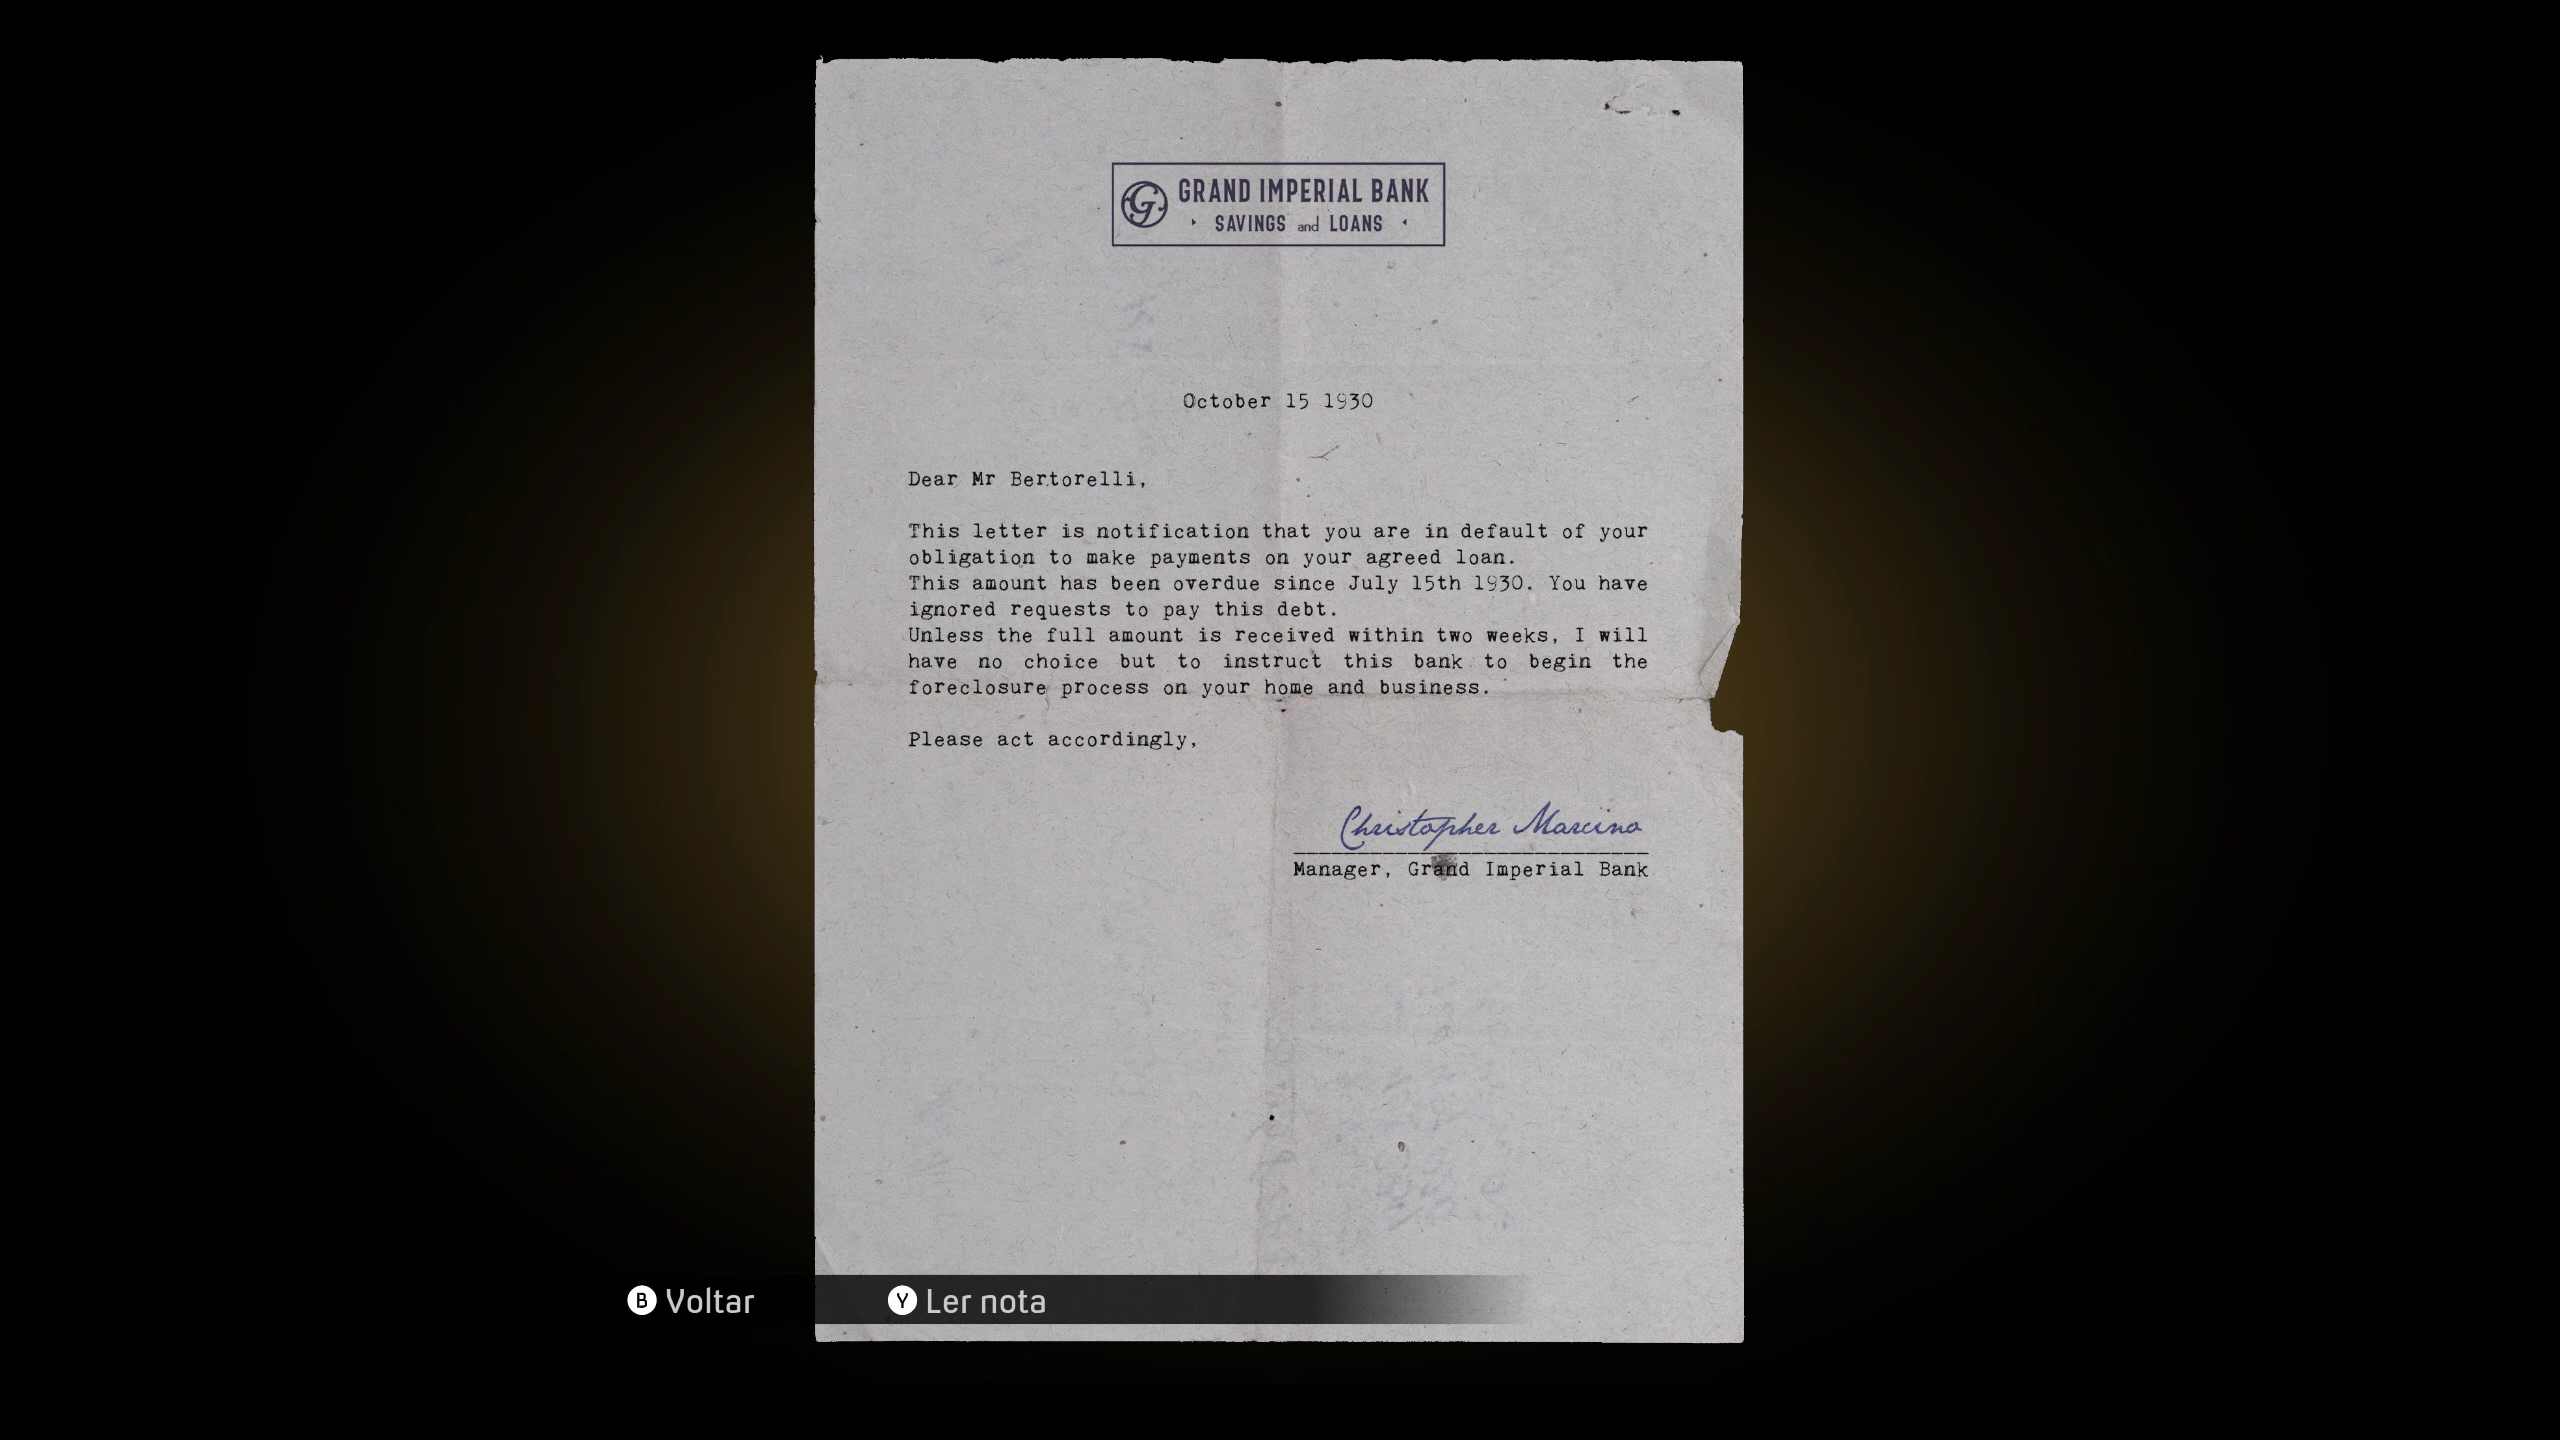 G GRAND IMPERIAL BANK
SAVINGS and LOANS
October 15 1930
Dear Mr Bertorelli,
This letter is notification that you are in default of your
obligation to make payments on your agreed loan.
This amount has been overdue since July 15th 1930. You have
ignored requests to pay this debt.
Unless the full amount is received within two weeks, I will
have no choice but to instruct this bank to begin the
foreclosure process on your home and business.
Please act accordingly,
Christopher Marcino
Manager, Grand Imperial Bank
B Voltar Y Ler nota